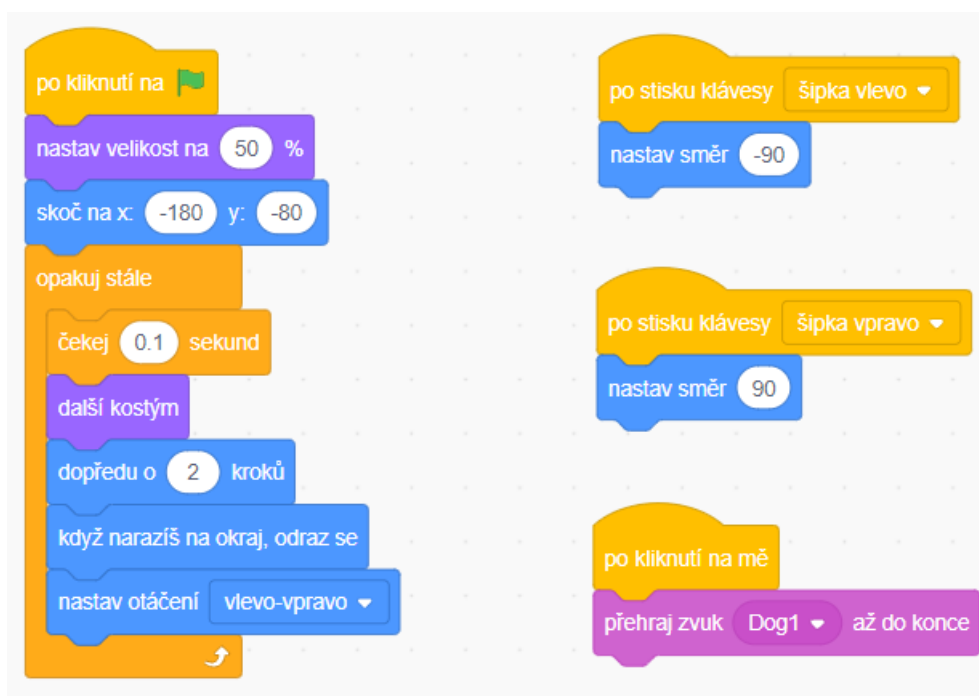 po kliknutí na
nastav velikost na 50 %
skoč na x: -180 y: -80
opakuj stále
čekej 0.1 sekund
další kostým
dopředu o 2 kroků
když narazíš na okraj, odraz se
nastav otáčení vlevo-vpravo
po stisku klávesy šipka vlevo
nastav směr -90
po stisku klávesy šipka vpravo
nastav směr 90
po kliknutí na mě
přehraj zvuk Dog1 až do konce